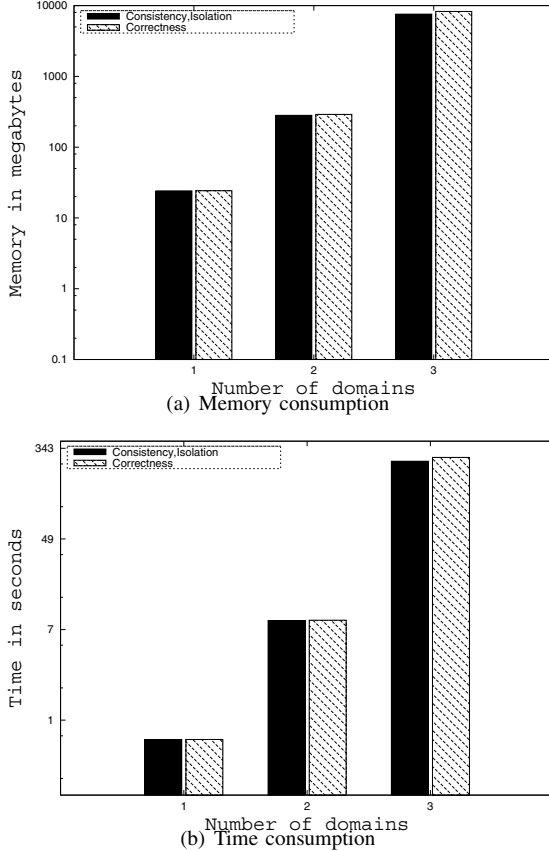 10000
Consistency,Isolation
Correctness
1000
100
10
1
0.1
Memory in megabytes
1
2
3
Number of domains
(a) Memory consumption
343
Consistency,Isolation
Correctness
49
7
1
Time in seconds
1
2
3
Number of domains
(b) Time consumption